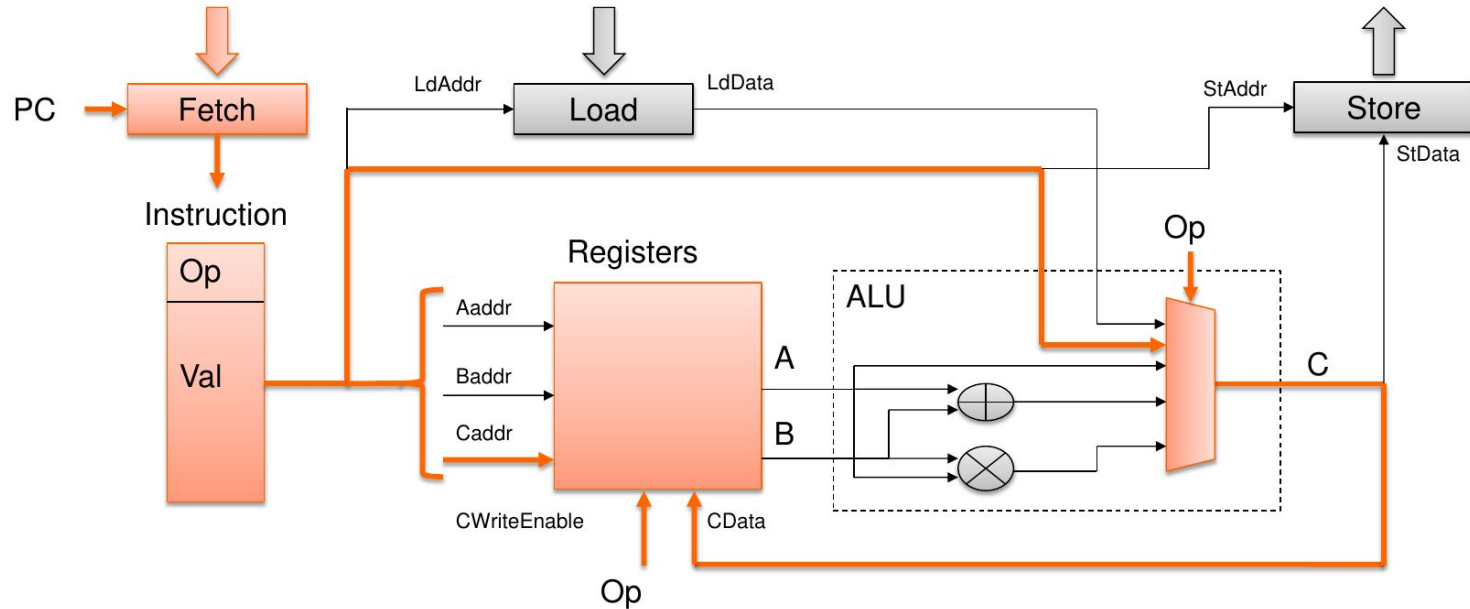 LdAddr
LdData
StAddr
PC
Fetch
Load
Store
StData
Instruction
Op
Registers
Op
ALU
Aaddr
A
C
Val
Baddr
Caddr
B
CWriteEnable
CData
Op